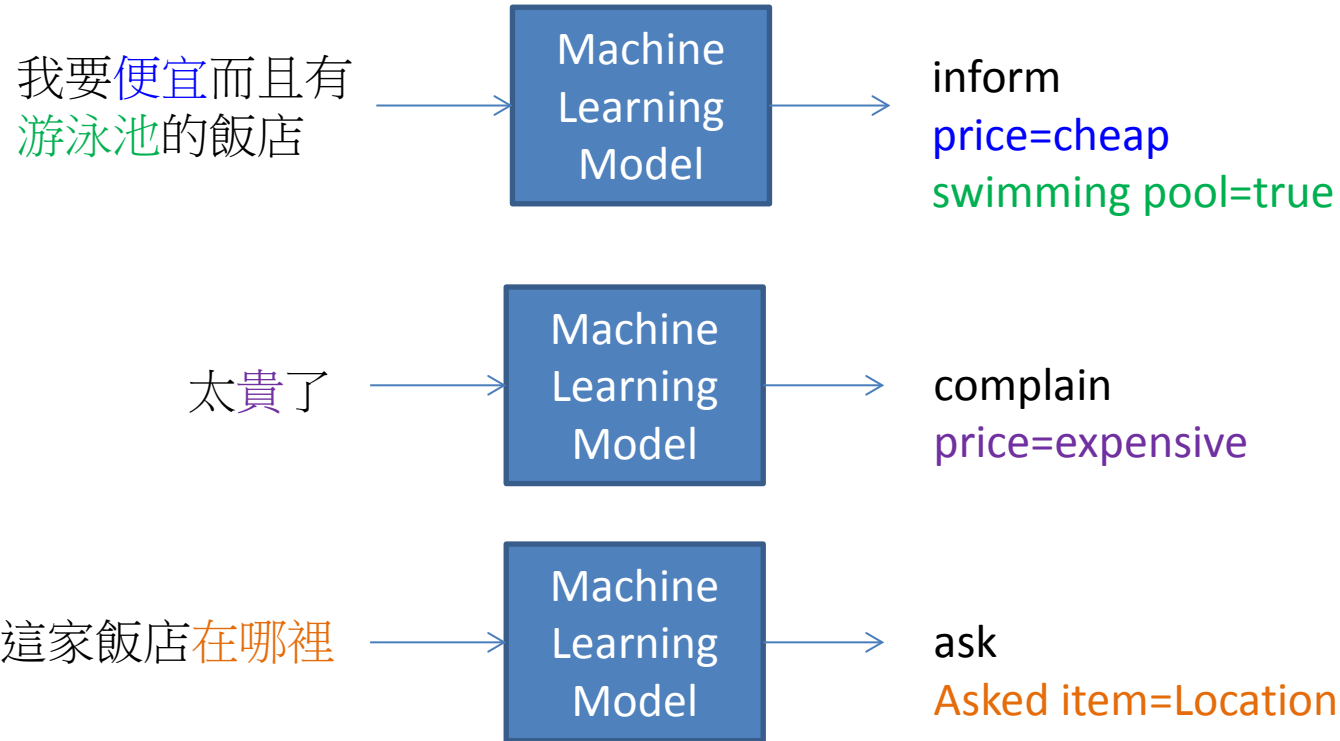 我要便宜而且有
游泳池的飯店
Machine
Learning
Model
inform
price=cheap
swimming pool=true
太貴了
Machine
Learning
Model
complain
price=expensive
這家飯店在哪裡
Machine
Learning
Model
ask
Asked item=Location